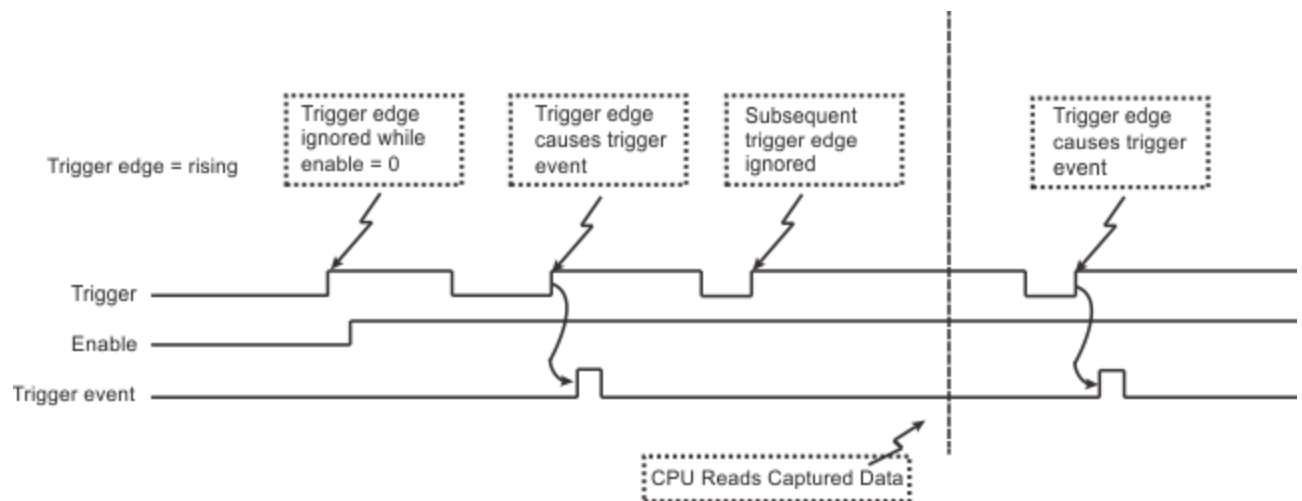 Trigger edge
ignored while
enable = 0
Trigger edge
causes trigger
event
Subsequent
trigger edge
ignored
Trigger edge
causes trigger
event
Trigger edge = rising
Trigger
Enable
Trigger event
CPU Reads Captured Data